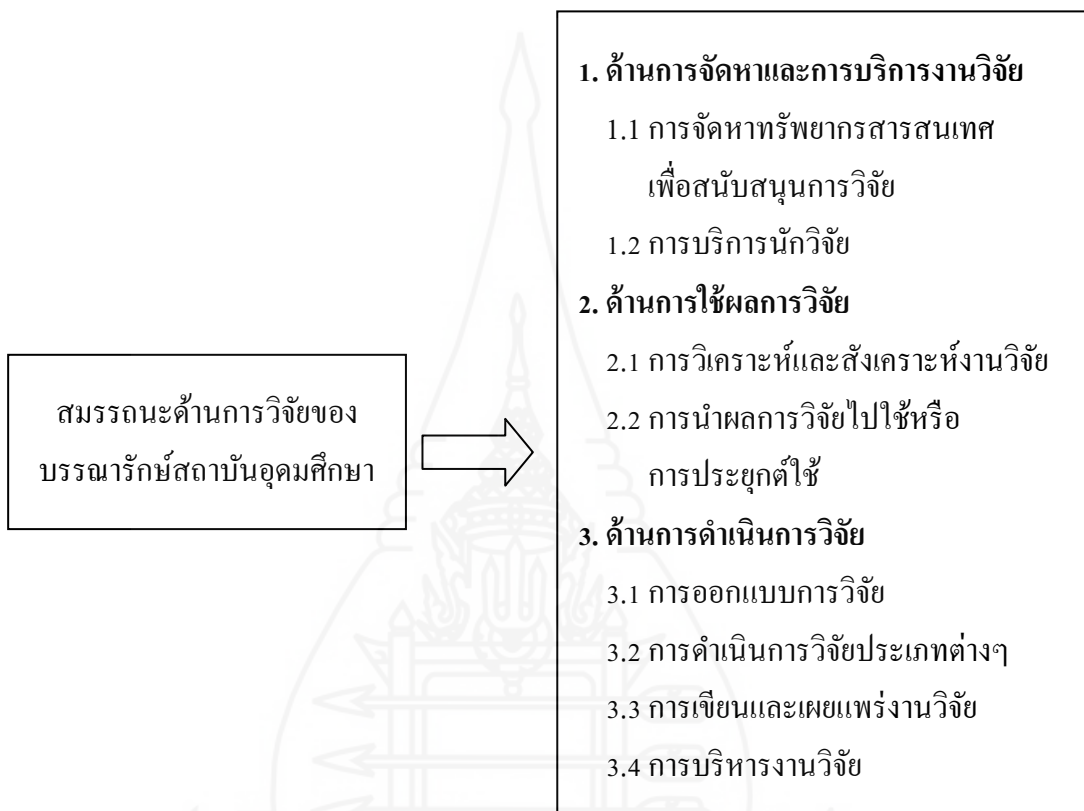 สมรรถนะด้านการวิจัยของ
บรรณารักษ์สถาบันอุดมศึกษา
1. ด้านการจัดหาและการบริการงานวิจัย
1.1 การจัดหาทรัพยากรสารสนเทศ
เพื่อสนับสนุนการวิจัย
1.2 การบริการนักวิจัย
2. ด้านการใช้ผลการวิจัย
2.1 การวิเคราะห์และสังเคราะห์งานวิจัย
2.2 การนำผลการวิจัยไปใช้หรือ
การประยุกต์ใช้
3. ด้านการดำเนินการวิจัย
3.1 การออกแบบการวิจัย
3.2 การดำเนินการวิจัยประเภทต่างๆ
3.3 การเขียนและเผยแพร่งานวิจัย
3.4 การบริหารงานวิจัย